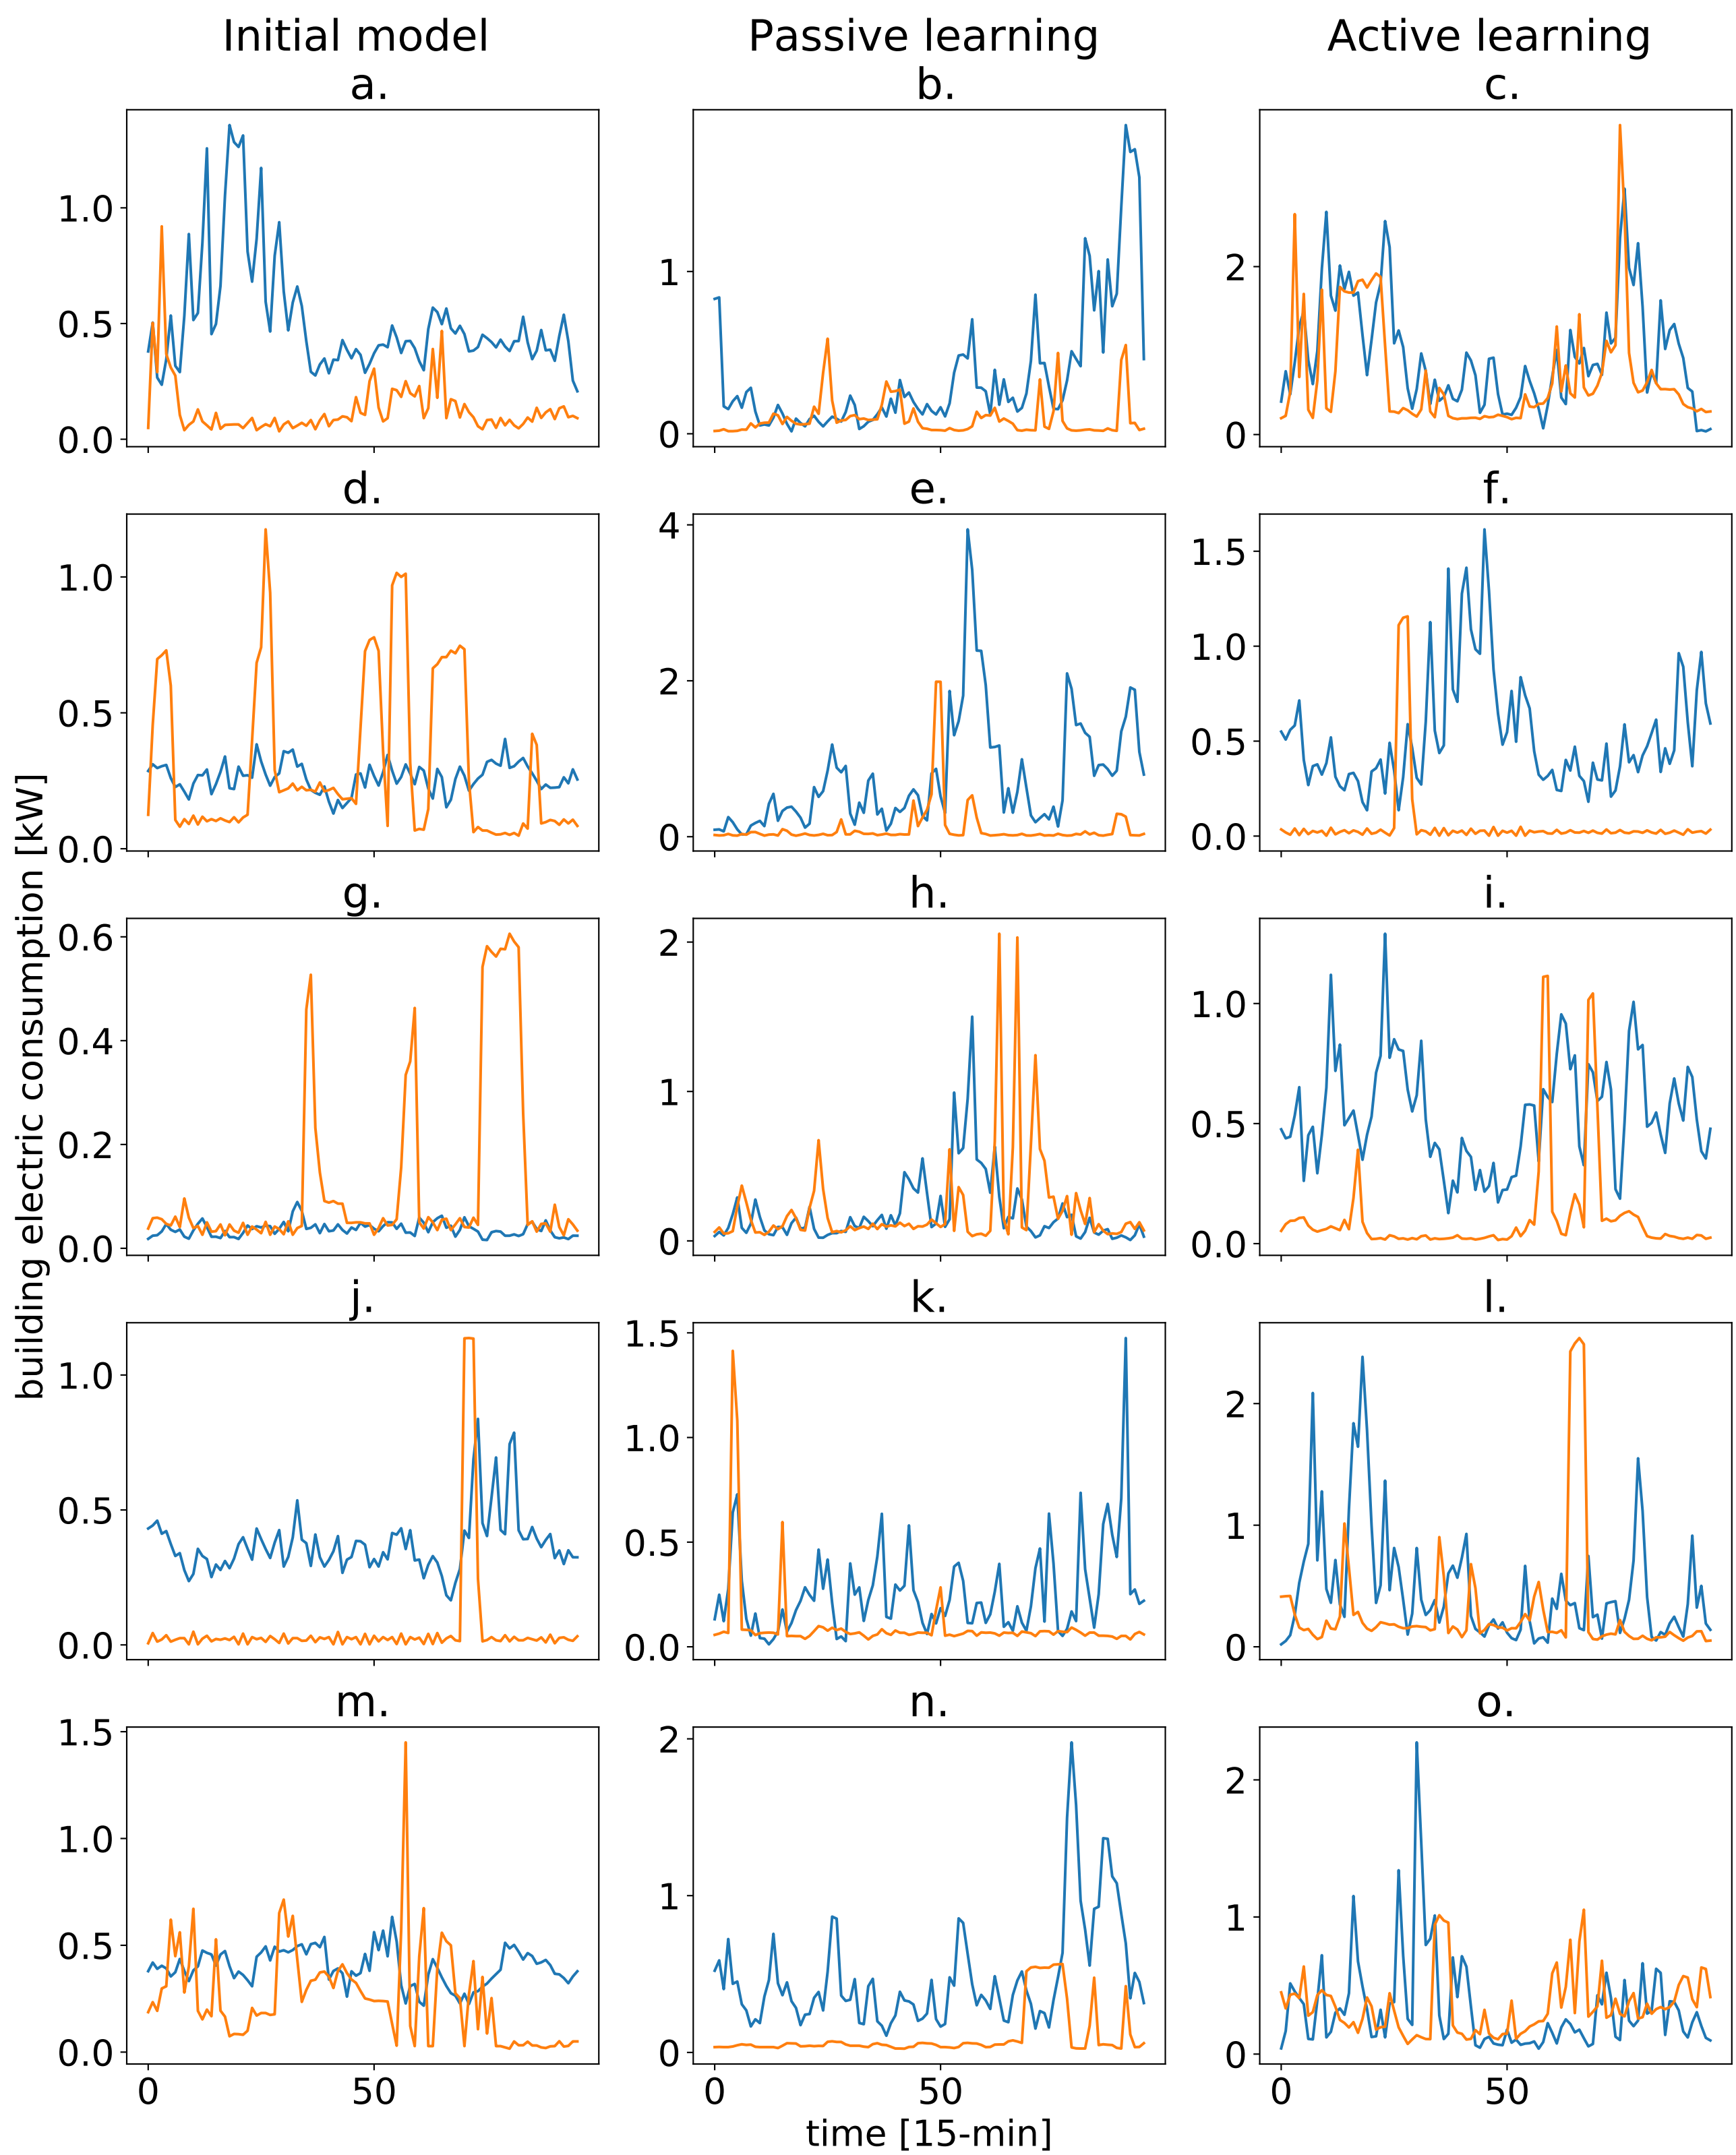 Initial model
Passive learning
Active learning
a.
b.
c.
1.0
0.5
0.0
1
0
2
0
d.
e.
f.
1.0
0.5
0.0
4
2
0
1.5
1.0
0.5
0.0
g.
h.
i.
0.6
0.4
0.2
0.0
2
1
0
1.0
0.5
0.0
j.
k.
l.
1.0
0.5
0.0
1.5
1.0
0.5
0.0
2
1
0
m.
n.
o.
1.5
1.0
0.5
0.0
2
1
0
2
1
0
0 50
0 50
0 50
building electric consumption [kW]
time [15-min]